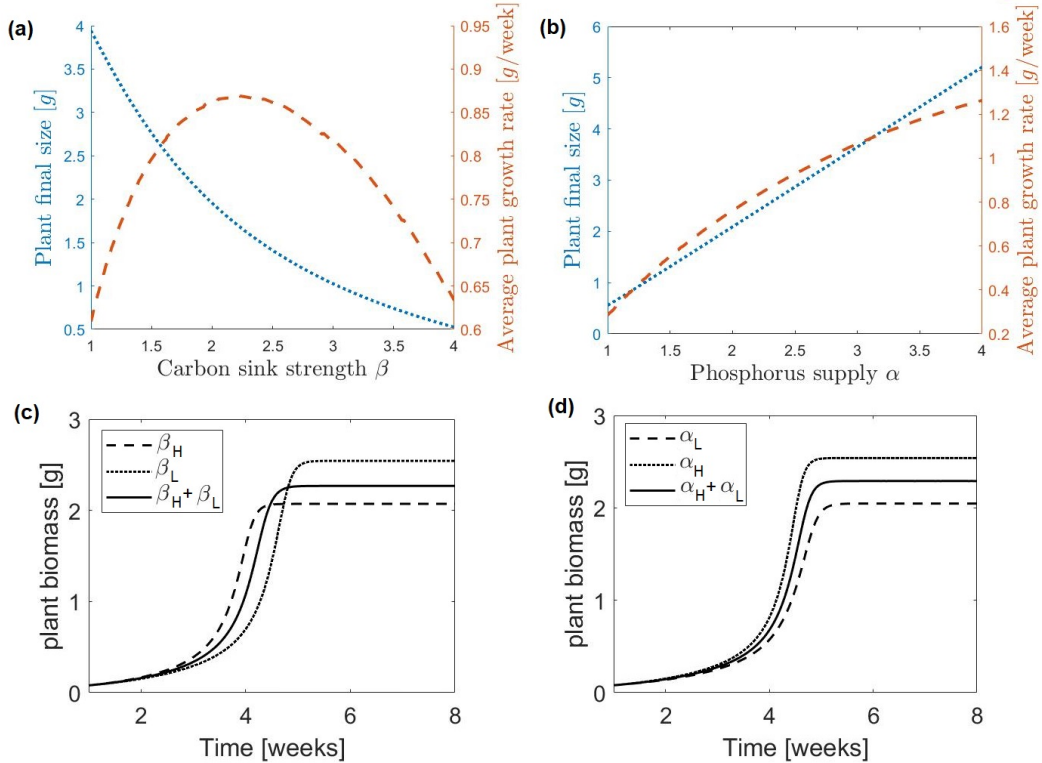 (a)
4
3.5
3
2.5
2
1.5
1
0.5
Plant final size [g]
0.95
0.9
0.85
0.8
0.75
0.7
0.65
0.6
Average plant growth rate [g/week]
1 1.5 2 2.5 3 3.5 4
Carbon sink strength β
(b)
6
5
4
3
2
1
0
Plant final size [g]
1.6
1.4
1.2
1
0.8
0.6
0.4
0.2
Average plant growth rate [g/week]
1 1.5 2 2.5 3 3.5 4
Phosphorus supply α
(c)
3
2
1
0
plant biomass [g]
β_H
β_L
β_H + β_L
2 4 6 8
Time [weeks]
(d)
3
2
1
0
plant biomass [g]
α_L
α_H
α_H + α_L
2 4 6 8
Time [weeks]